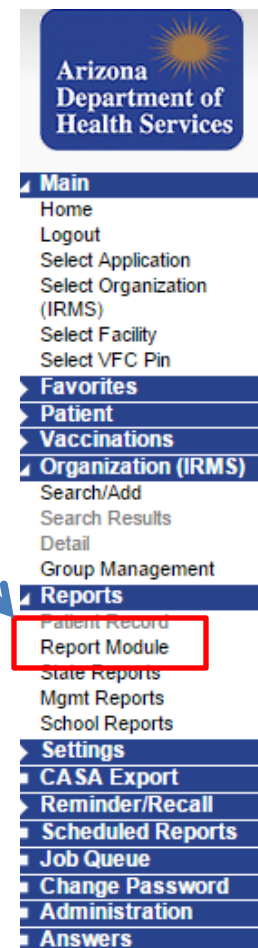 Arizona
Department of
Health Services
Main
Home
Logout
Select Application
Select Organization
(IRMS)
Select Facility
Select VFC Pin
Favorites
Patient
Vaccinations
Organization (IRMS)
Search/Add
Search Results
Detail
Group Management
Reports
Patient Record
Report Module
State Reports
Mgmt Reports
School Reports
Settings
CASA Export
Reminder/Recall
Scheduled Reports
Job Queue
Change Password
Administration
Answers